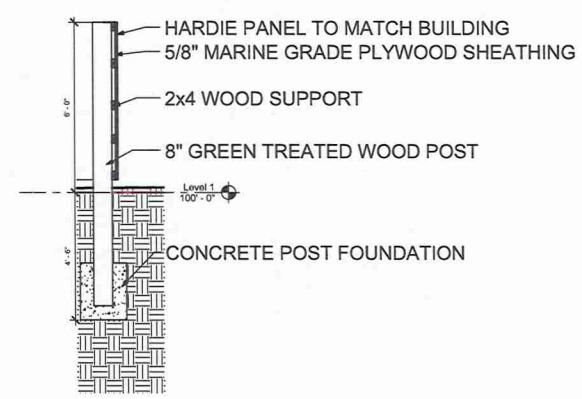 HARDIE PANEL TO MATCH BUILDING
5/8" MARINE GRADE PLYWOOD SHEATHING
2x4 WOOD SUPPORT
6' - 0"
8" GREEN TREATED WOOD POST
Level 1
100' - 0"
4' - 6"
CONCRETE POST FOUNDATION